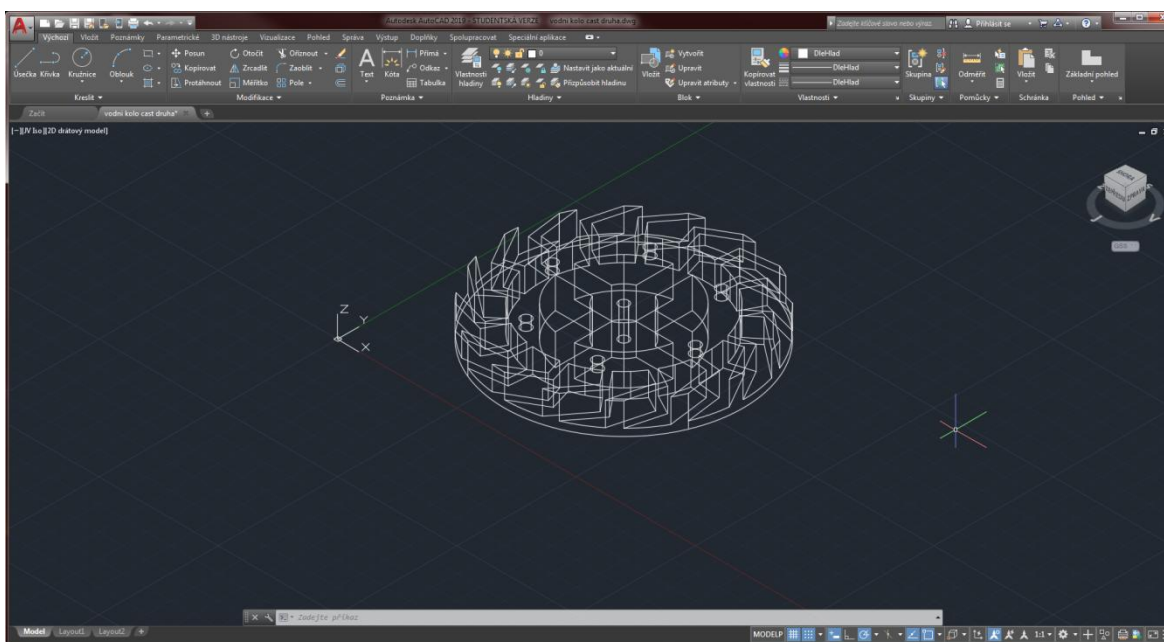 Autodesk AutoCAD 2019 - STUDENTSKÁ VERZE vodni kolo cast druha.dwg
Zadejte klíčové slovo nebo výraz.
Přihlásit se
Výchozí Vložit Poznámky Parametrické 3D nástroje Vizualizace Pohled Správa Výstup Doplňky Spolupracovat Speciální aplikace
Úsečka Křivka Kružnice Oblouk
Posun Otočit Oříznout
Kopírovat Zrcadlit Zaoblit
Protáhnout Měřítko Pole
Text Kóta
Přímá
Odkaz
Tabulka
Vlastnosti hladiny
0
Nastavit jako aktuální
Přizpůsobit hladinu
Vložit
Vytvořit
Upravit
Upravit atributy
Kopírovat vlastnosti
DleHlad
DleHlad
DleHlad
Skupina
Odměřit
Vložit
Základní pohled
Kreslit Modifikace Poznámka Hladiny Blok Vlastnosti Skupiny Pomůcky Schránka Pohled
Začít vodni kolo cast druha* +
[−][JV Izo][2D drátový model]
Z
Y
X
Zadejte příkaz
Model Layout1 Layout2 +
MODELP
1:1